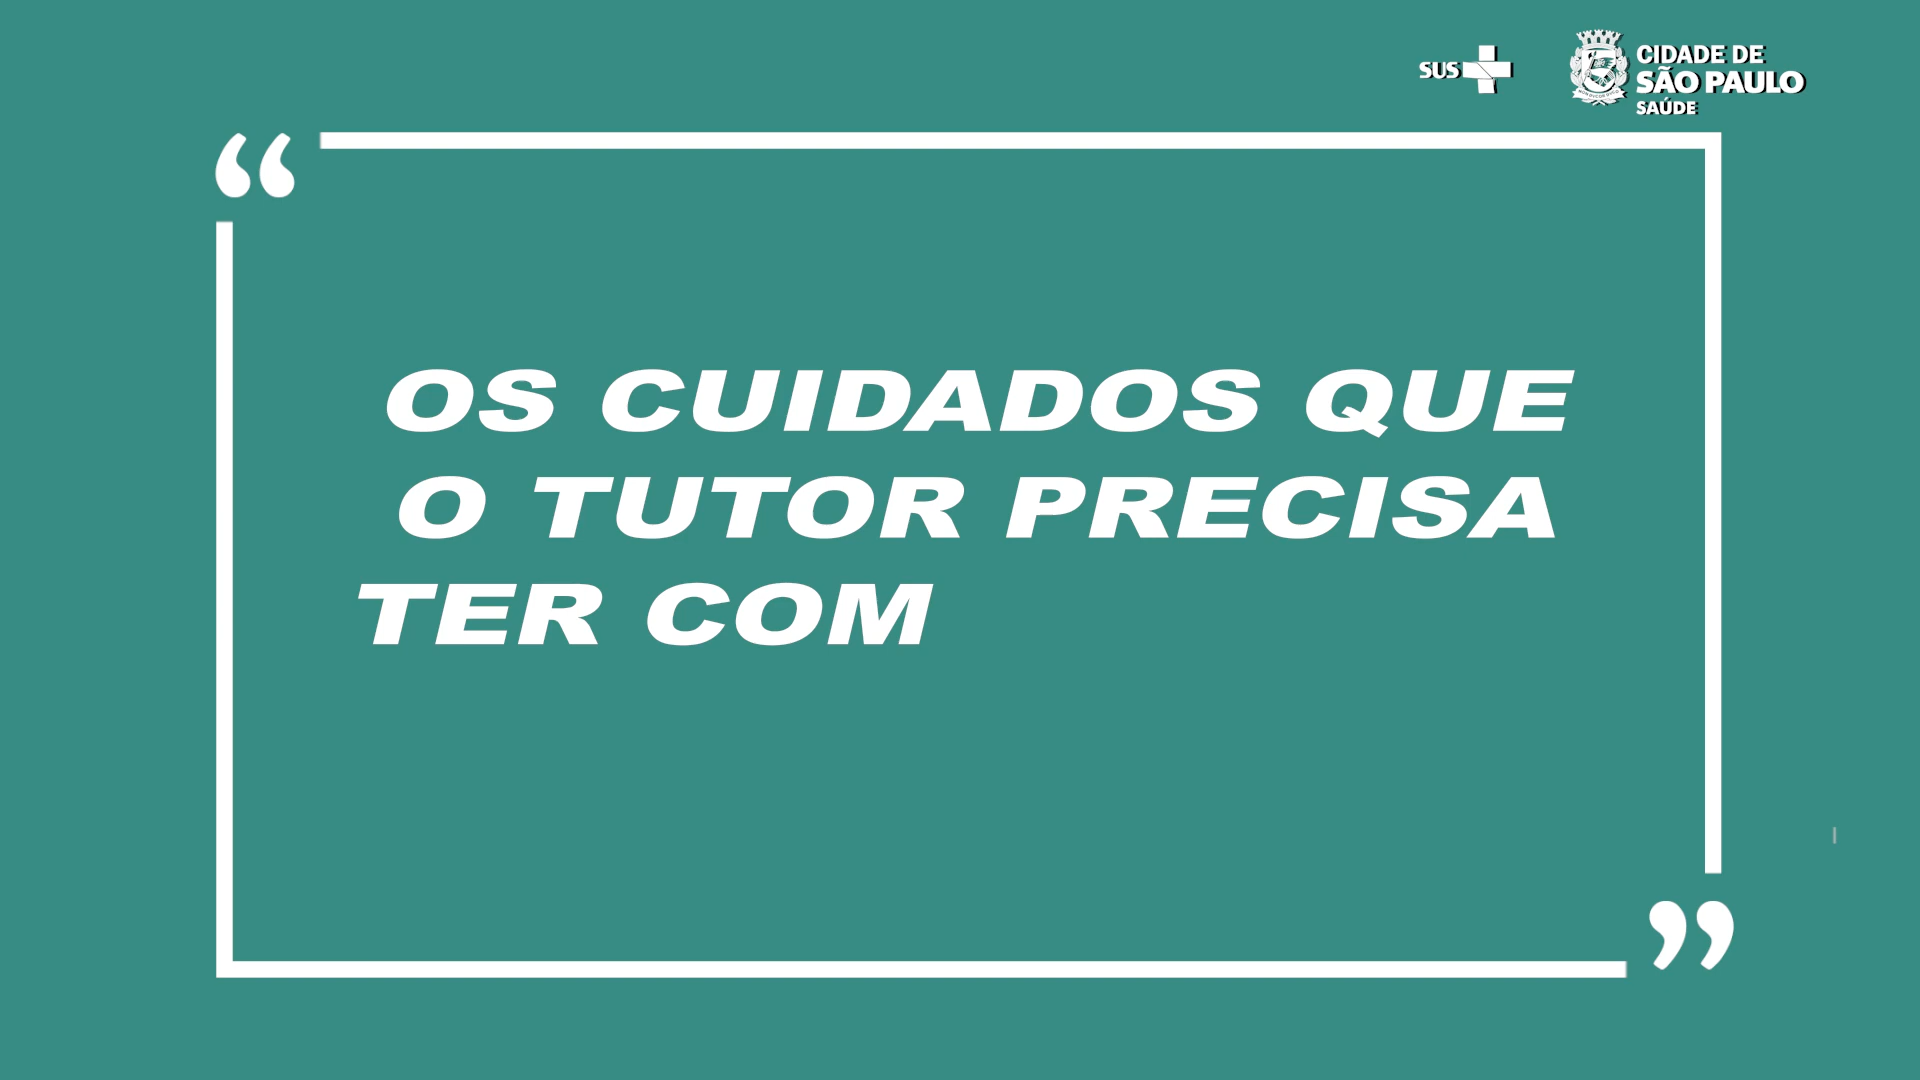 SUS
CIDADE DE
SÃO PAULO
SAÚDE
“
OS CUIDADOS QUE
O TUTOR PRECISA
TER COM
”